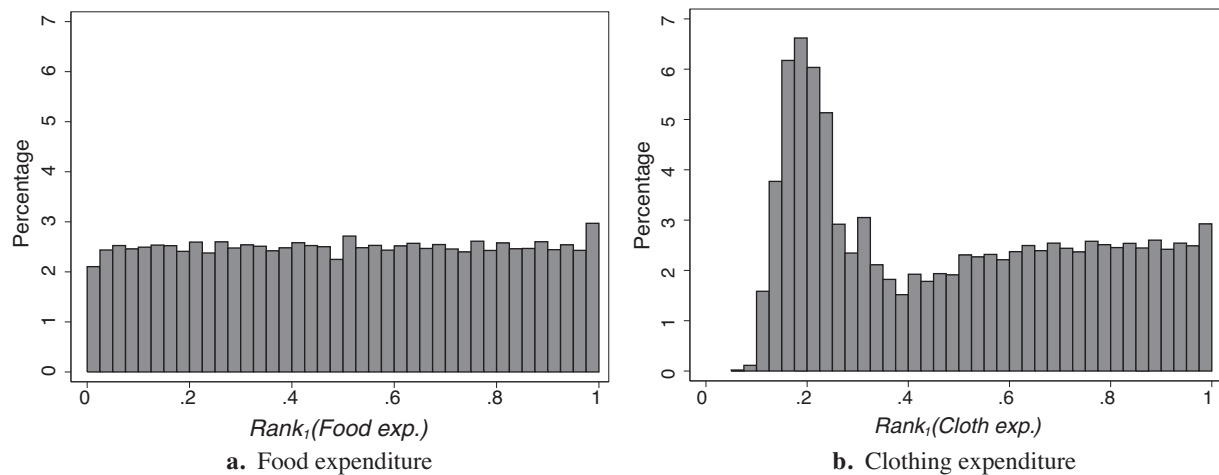 7
6
5
4
3
2
1
0
Percentage
0 .2 .4 .6 .8 1
Rank₁(Food exp.)
a. Food expenditure
7
6
5
4
3
2
1
0
Percentage
0 .2 .4 .6 .8 1
Rank₁(Cloth exp.)
b. Clothing expenditure